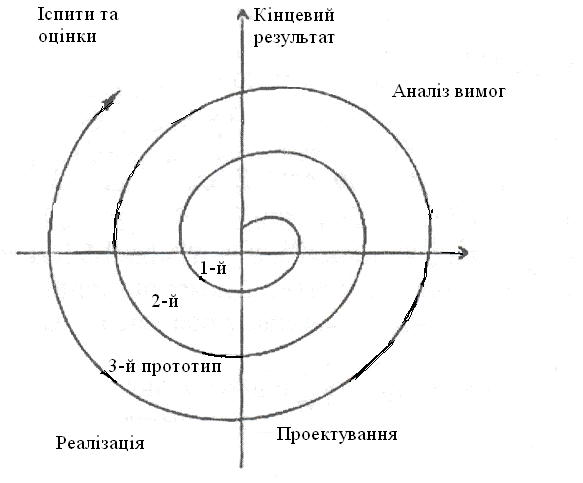 Іспити та
оцінки
Кінцевий
результат
Аналіз вимог
1-й
2-й
3-й прототип
Реалізація
Проектування